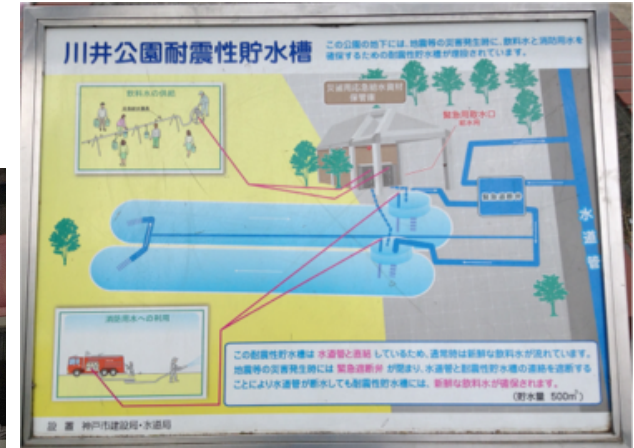 川井公園耐震性貯水槽
この公園の地下には、地震等の災害発生時に、飲料水と消防用水を
確保するための耐震性貯水槽が埋設されています。
飲料水の供給
災害用応急給水資材
保管庫
緊急用貯水口
緊急遮断弁
水道管
消防用水への利用
この耐震性貯水槽は 水道管と直結 しているため、通常時は新鮮な飲料水が流れています。
地震等の災害発生時には 緊急遮断弁 が閉まり、水道管と耐震性貯水槽の直結を遮断する
ことにより水道管が断水しても耐震性貯水槽には、新鮮な飲料水が確保されます。
(貯水量 500m³)
設 置 神戸市建設局・水道局